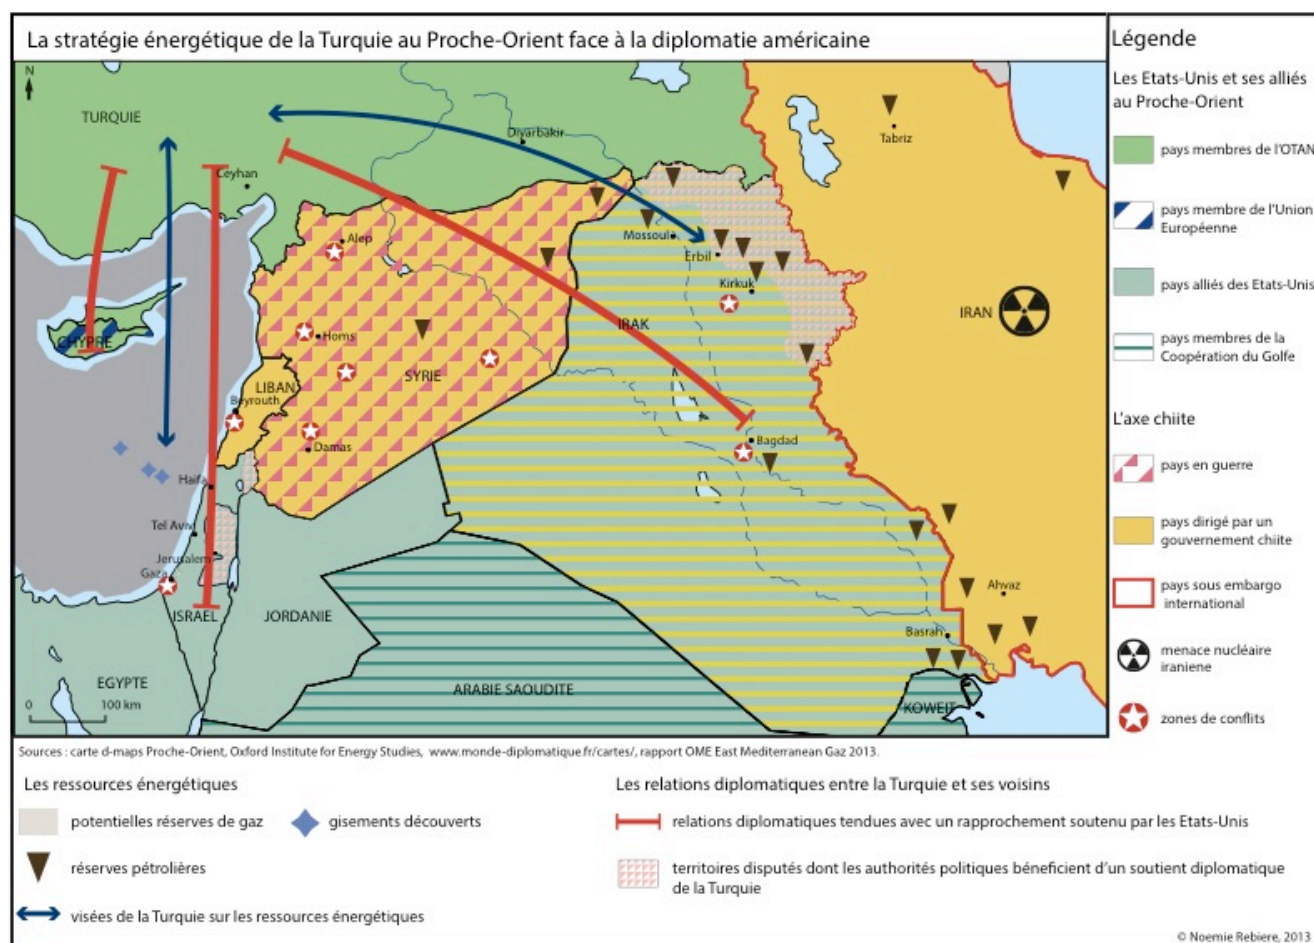 La stratégie énergétique de la Turquie au Proche-Orient face à la diplomatie américaine
N
TURQUIE
Diyarbakir
Tabriz
Ceyhan
Alep
Mossoul
Erbil
Kirkuk
IRAN
CHYPRE
Homs
IRAK
LIBAN
SYRIE
Beyrouth
Damas
Bagdad
Haifa
Tel Aviv
Jerusalem
Gaza
Ahvaz
ISRAEL
JORDANIE
Basrah
EGYPTE
ARABIE SAOUDITE
KOWEIT
0 100 km
Légende
Les Etats-Unis et ses alliés
au Proche-Orient
pays membres de l'OTAN
pays membre de l'Union
Européenne
pays alliés des Etats-Unis
pays membres de la
Coopération du Golfe
L'axe chiite
pays en guerre
pays dirigé par un
gouvernement chiite
pays sous embargo
international
menace nucléaire
iraniene
zones de conflits
Sources : carte d-maps Proche-Orient, Oxford Institute for Energy Studies, www.monde-diplomatique.fr/cartes/, rapport OME East Mediterranean Gaz 2013.
Les ressources énergétiques
potentielles réserves de gaz
gisements découverts
réserves pétrolières
visées de la Turquie sur les ressources énergétiques
Les relations diplomatiques entre la Turquie et ses voisins
relations diplomatiques tendues avec un rapprochement soutenu par les Etats-Unis
territoires disputés dont les authorités politiques bénéficient d'un soutient diplomatique
de la Turquie
© Noemie Rebiere, 2013